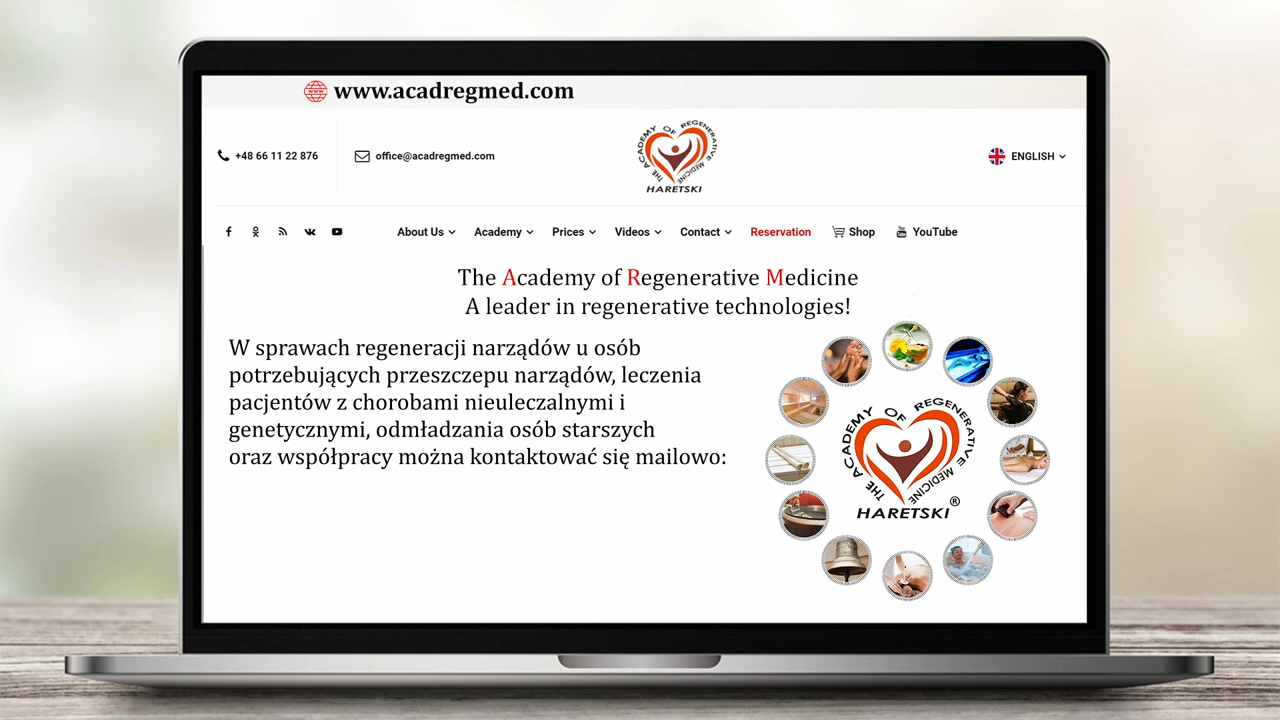 www.acadregmed.com
+48 66 11 22 876
office@acadregmed.com
THE ACADEMY OF REGENERATIVE MEDICINE
HARETSKI
ENGLISH
About Us
Academy
Prices
Videos
Contact
Reservation
Shop
YouTube
The Academy of Regenerative Medicine
A leader in regenerative technologies!
W sprawach regeneracji narządów u osób
potrzebujących przeszczepu narządów, leczenia
pacjentów z chorobami nieuleczalnymi i
genetycznymi, odmładzania osób starszych
oraz współpracy można kontaktować się mailowo:
THE ACADEMY OF REGENERATIVE MEDICINE
HARETSKI®